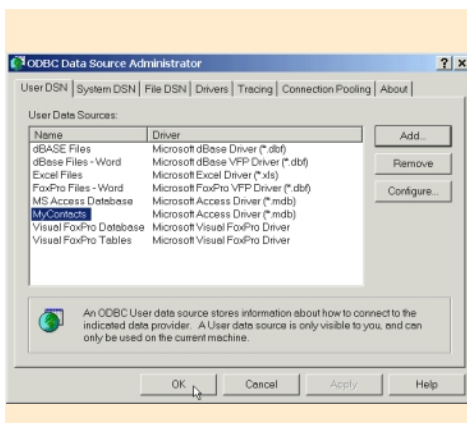 ODBC Data Source Administrator
User DSN System DSN File DSN Drivers Tracing Connection Pooling About
User Data Sources:
Name Driver
dBASE Files Microsoft dBase Driver (*.dbf)
dBase Files - Word Microsoft dBase VFP Driver (*.dbf)
Excel Files Microsoft Excel Driver (*.xls)
FoxPro Files - Word Microsoft FoxPro VFP Driver (*.dbf)
MS Access Database Microsoft Access Driver (*.mdb)
MyContacts Microsoft Access Driver (*.mdb)
Visual FoxPro Database Microsoft Visual FoxPro Driver
Visual FoxPro Tables Microsoft Visual FoxPro Driver
Add...
Remove
Configure...
An ODBC User data source stores information about how to connect to the
indicated data provider. A User data source is only visible to you, and can
only be used on the current machine.
OK Cancel Apply Help